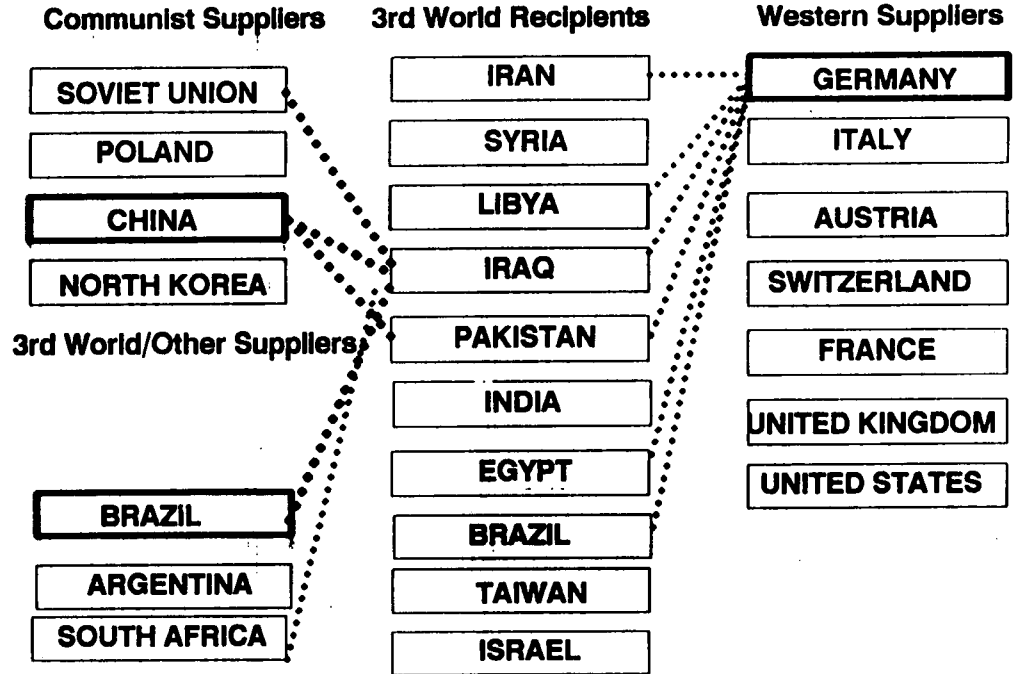 Communist Suppliers
SOVIET UNION
POLAND
CHINA
NORTH KOREA
3rd World/Other Suppliers
BRAZIL
ARGENTINA
SOUTH AFRICA
3rd World Recipients
IRAN
SYRIA
LIBYA
IRAQ
PAKISTAN
INDIA
EGYPT
BRAZIL
TAIWAN
ISRAEL
Western Suppliers
GERMANY
ITALY
AUSTRIA
SWITZERLAND
FRANCE
UNITED KINGDOM
UNITED STATES